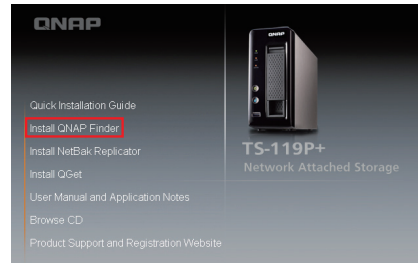 QNAP
Quick Installation Guide
Install QNAP Finder
Install NetBak Replicator
Install QGet
User Manual and Application Notes
Browse CD
Product Support and Registration Website
QNAP
TS-119P+
Network Attached Storage